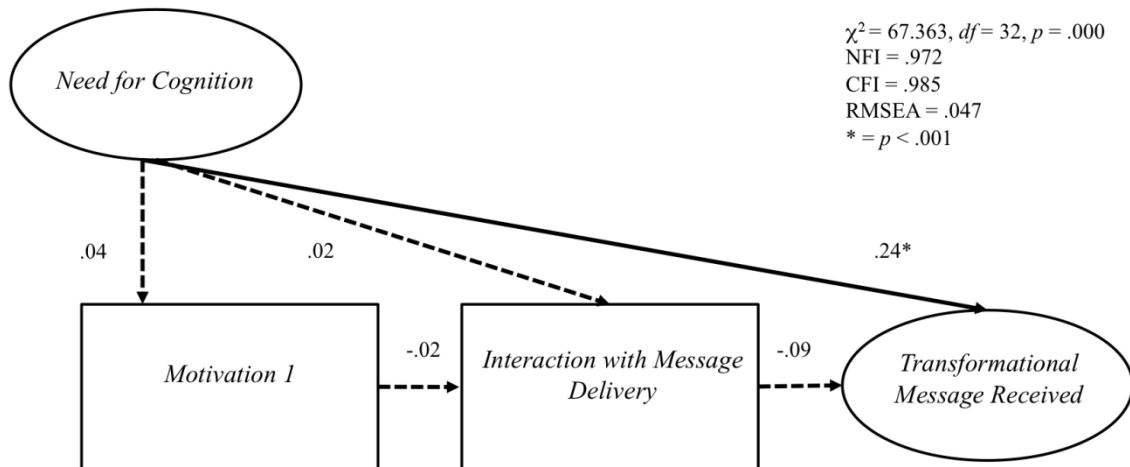 Need for Cognition
χ² = 67.363, df = 32, p = .000
NFI = .972
CFI = .985
RMSEA = .047
* = p < .001
.04
.02
.24*
Motivation 1
-.02
Interaction with Message
Delivery
-.09
Transformational
Message Received